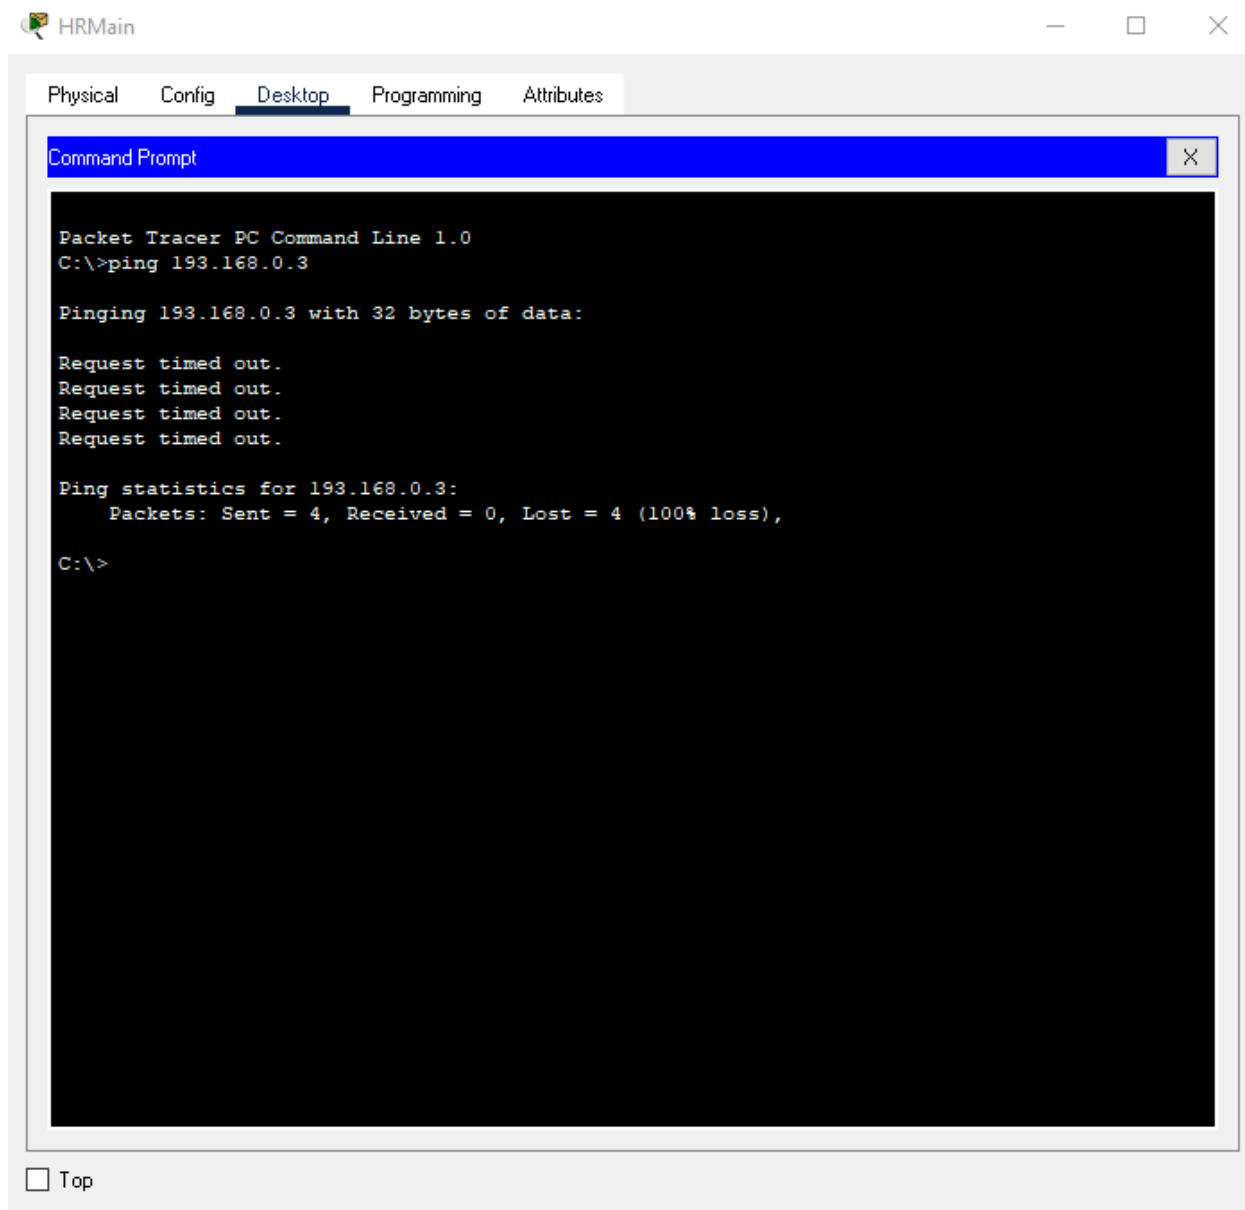 HRMain
Physical Config Desktop Programming Attributes
Command Prompt X
Packet Tracer PC Command Line 1.0
C:\>ping 193.168.0.3
Pinging 193.168.0.3 with 32 bytes of data:
Request timed out.
Request timed out.
Request timed out.
Request timed out.
Ping statistics for 193.168.0.3:
Packets: Sent = 4, Received = 0, Lost = 4 (100% loss),
C:\>
Top